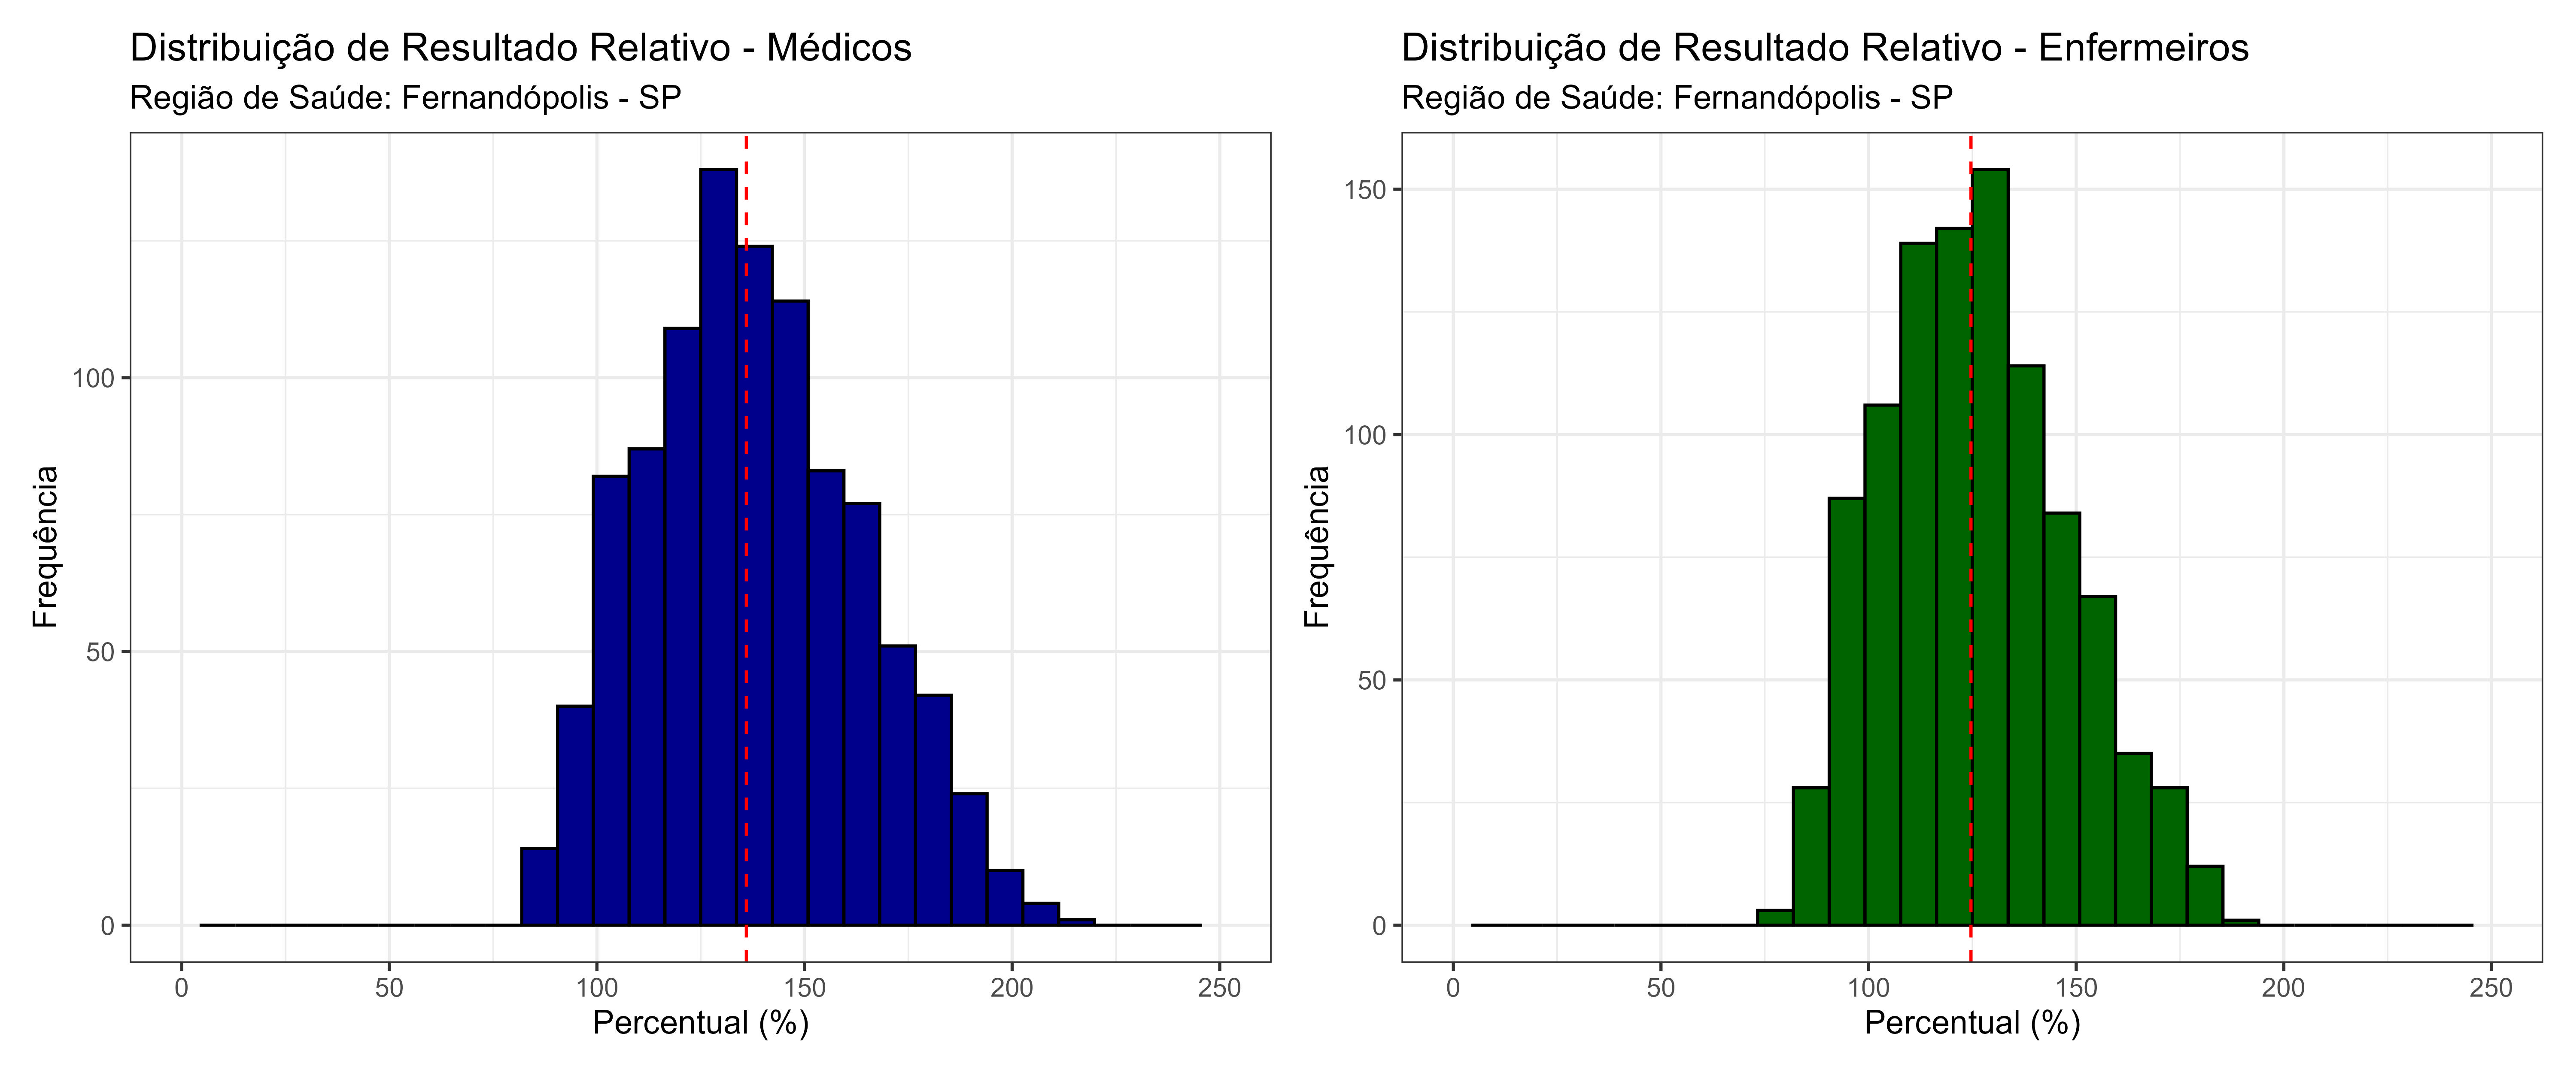 Distribuição de Resultado Relativo - Médicos
Região de Saúde: Fernandópolis - SP
Frequência
100
50
0
0 50 100 150 200 250
Percentual (%)
Distribuição de Resultado Relativo - Enfermeiros
Região de Saúde: Fernandópolis - SP
Frequência
150
100
50
0
0 50 100 150 200 250
Percentual (%)